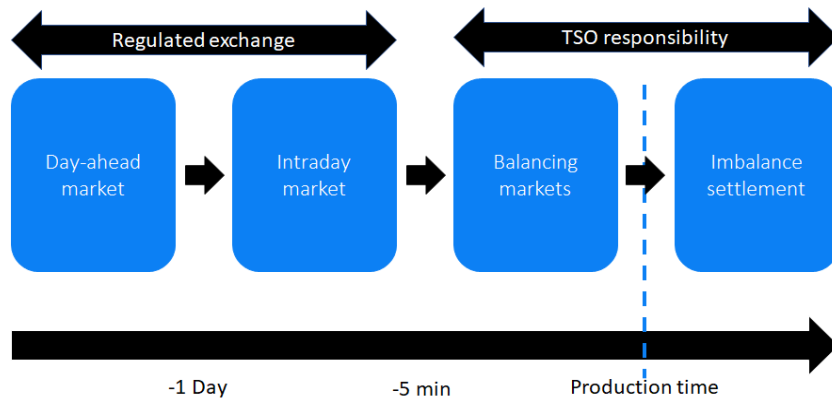 Regulated exchange
TSO responsibility
Day-ahead
market
Intraday
market
Balancing
markets
Imbalance
settlement
-1 Day
-5 min
Production time